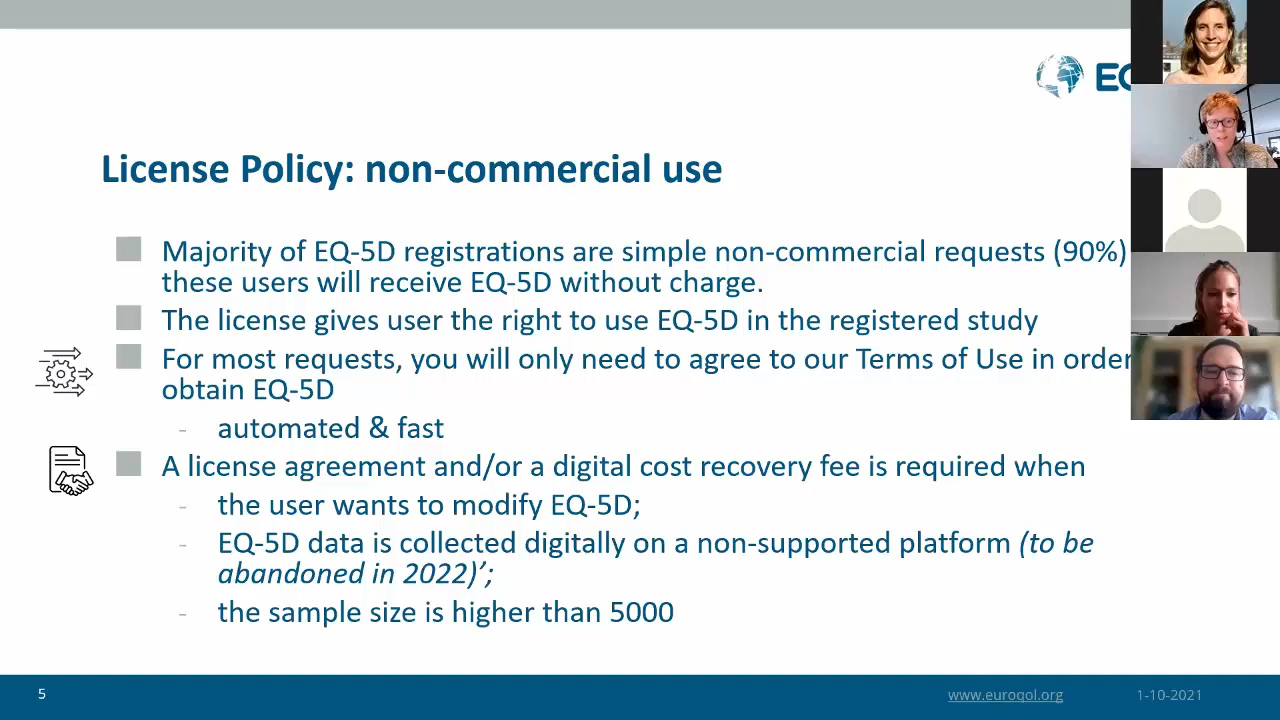 EQ
License Policy: non-commercial use
Majority of EQ-5D registrations are simple non-commercial requests (90%)
these users will receive EQ-5D without charge.
The license gives user the right to use EQ-5D in the registered study
For most requests, you will only need to agree to our Terms of Use in order
obtain EQ-5D
- automated & fast
A license agreement and/or a digital cost recovery fee is required when
- the user wants to modify EQ-5D;
- EQ-5D data is collected digitally on a non-supported platform (to be
abandoned in 2022)’;
- the sample size is higher than 5000
5
www.euroqol.org
1-10-2021